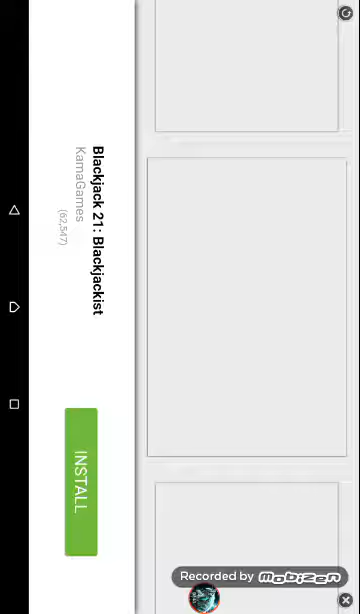 Blackjack 21: Blackjackist
KamaGames
(62,547)
INSTALL
Recorded by Mobizen